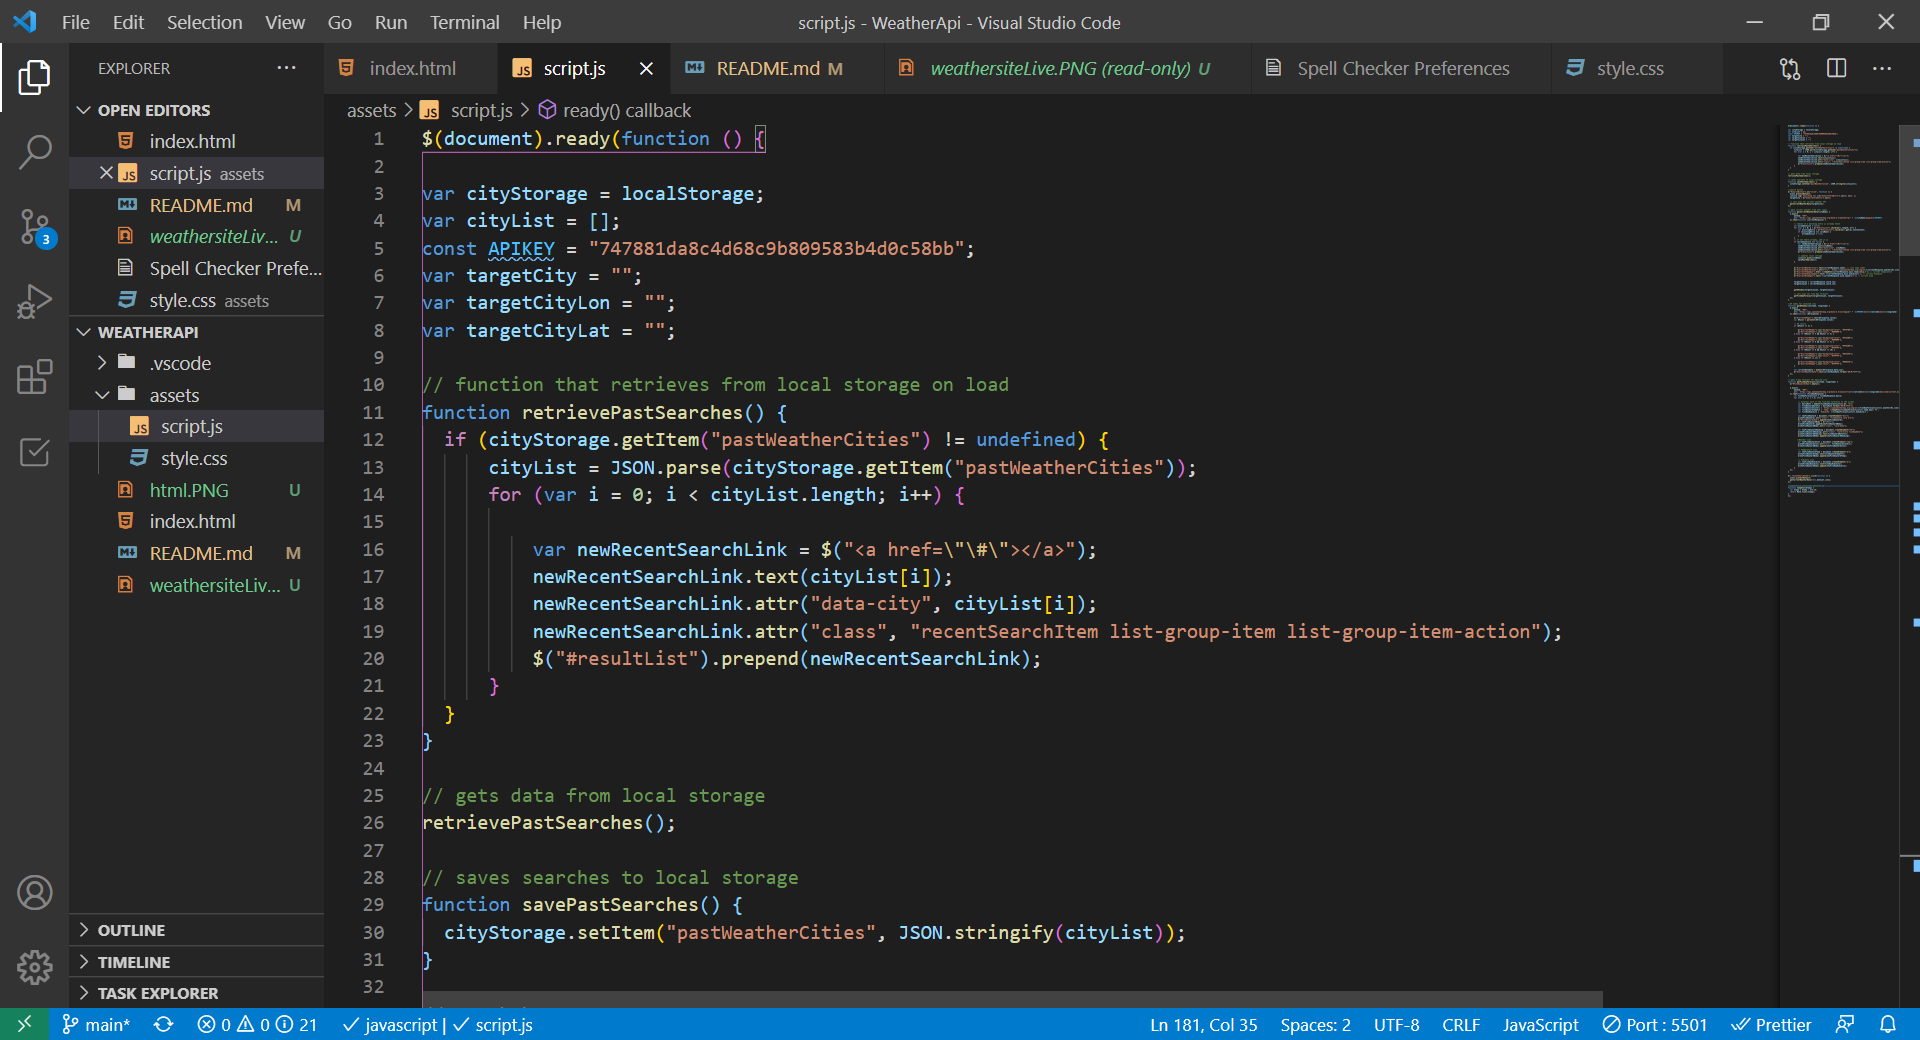 File Edit Selection View Go Run Terminal Help
script.js - WeatherApi - Visual Studio Code
EXPLORER
index.html
script.js
README.md M
weathersiteLive.PNG (read-only) U
Spell Checker Preferences
style.css
OPEN EDITORS
index.html
script.js assets
README.md M
weathersiteLiv... U
Spell Checker Prefe...
style.css assets
WEATHERAPI
.vscode
assets
script.js
style.css
html.PNG U
index.html
README.md M
weathersiteLiv... U
OUTLINE
TIMELINE
TASK EXPLORER
3
assets > script.js > ready() callback
1 $(document).ready(function () {
2
3 var cityStorage = localStorage;
4 var cityList = [];
5 const APIKEY = "747881da8c4d68c9b809583b4d0c58bb";
6 var targetCity = "";
7 var targetCityLon = "";
8 var targetCityLat = "";
9
10 // function that retrieves from local storage on load
11 function retrievePastSearches() {
12 if (cityStorage.getItem("pastWeatherCities") != undefined) {
13 cityList = JSON.parse(cityStorage.getItem("pastWeatherCities"));
14 for (var i = 0; i < cityList.length; i++) {
15
16 var newRecentSearchLink = $("<a href=\"\#\"></a>");
17 newRecentSearchLink.text(cityList[i]);
18 newRecentSearchLink.attr("data-city", cityList[i]);
19 newRecentSearchLink.attr("class", "recentSearchItem list-group-item list-group-item-action");
20 $("#resultList").prepend(newRecentSearchLink);
21 }
22 }
23 }
24
25 // gets data from local storage
26 retrievePastSearches();
27
28 // saves searches to local storage
29 function savePastSearches() {
30 cityStorage.setItem("pastWeatherCities", JSON.stringify(cityList));
31 }
32
main* 0 0 21 javascript | script.js
Ln 181, Col 35 Spaces: 2 UTF-8 CRLF JavaScript Port : 5501 Prettier